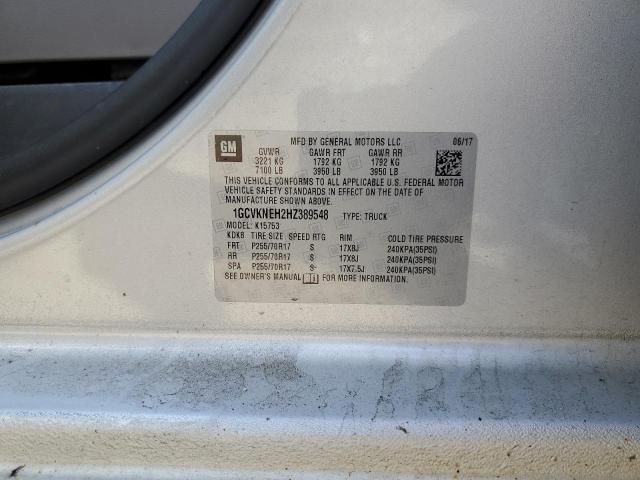 GM
MFD BY GENERAL MOTORS LLC 06/17
GVWR GAWR FRT GAWR RR
3221 KG 1792 KG 1792 KG
7100 LB 3950 LB 3950 LB
THIS VEHICLE CONFORMS TO ALL APPLICABLE U.S. FEDERAL MOTOR
VEHICLE SAFETY STANDARDS IN EFFECT ON THE DATE OF
MANUFACTURE SHOWN ABOVE.
1GCVKNEH2HZ389548 TYPE: TRUCK
MODEL: K15753
KDK8 TIRE SIZE SPEED RTG RIM COLD TIRE PRESSURE
FRT P255/70R17 S 17X8J 240KPA(35PSI)
RR P255/70R17 S 17X8J 240KPA(35PSI)
SPA P255/70R17 S 17X7.5J 240KPA(35PSI)
SEE OWNER'S MANUAL FOR MORE INFORMATION.